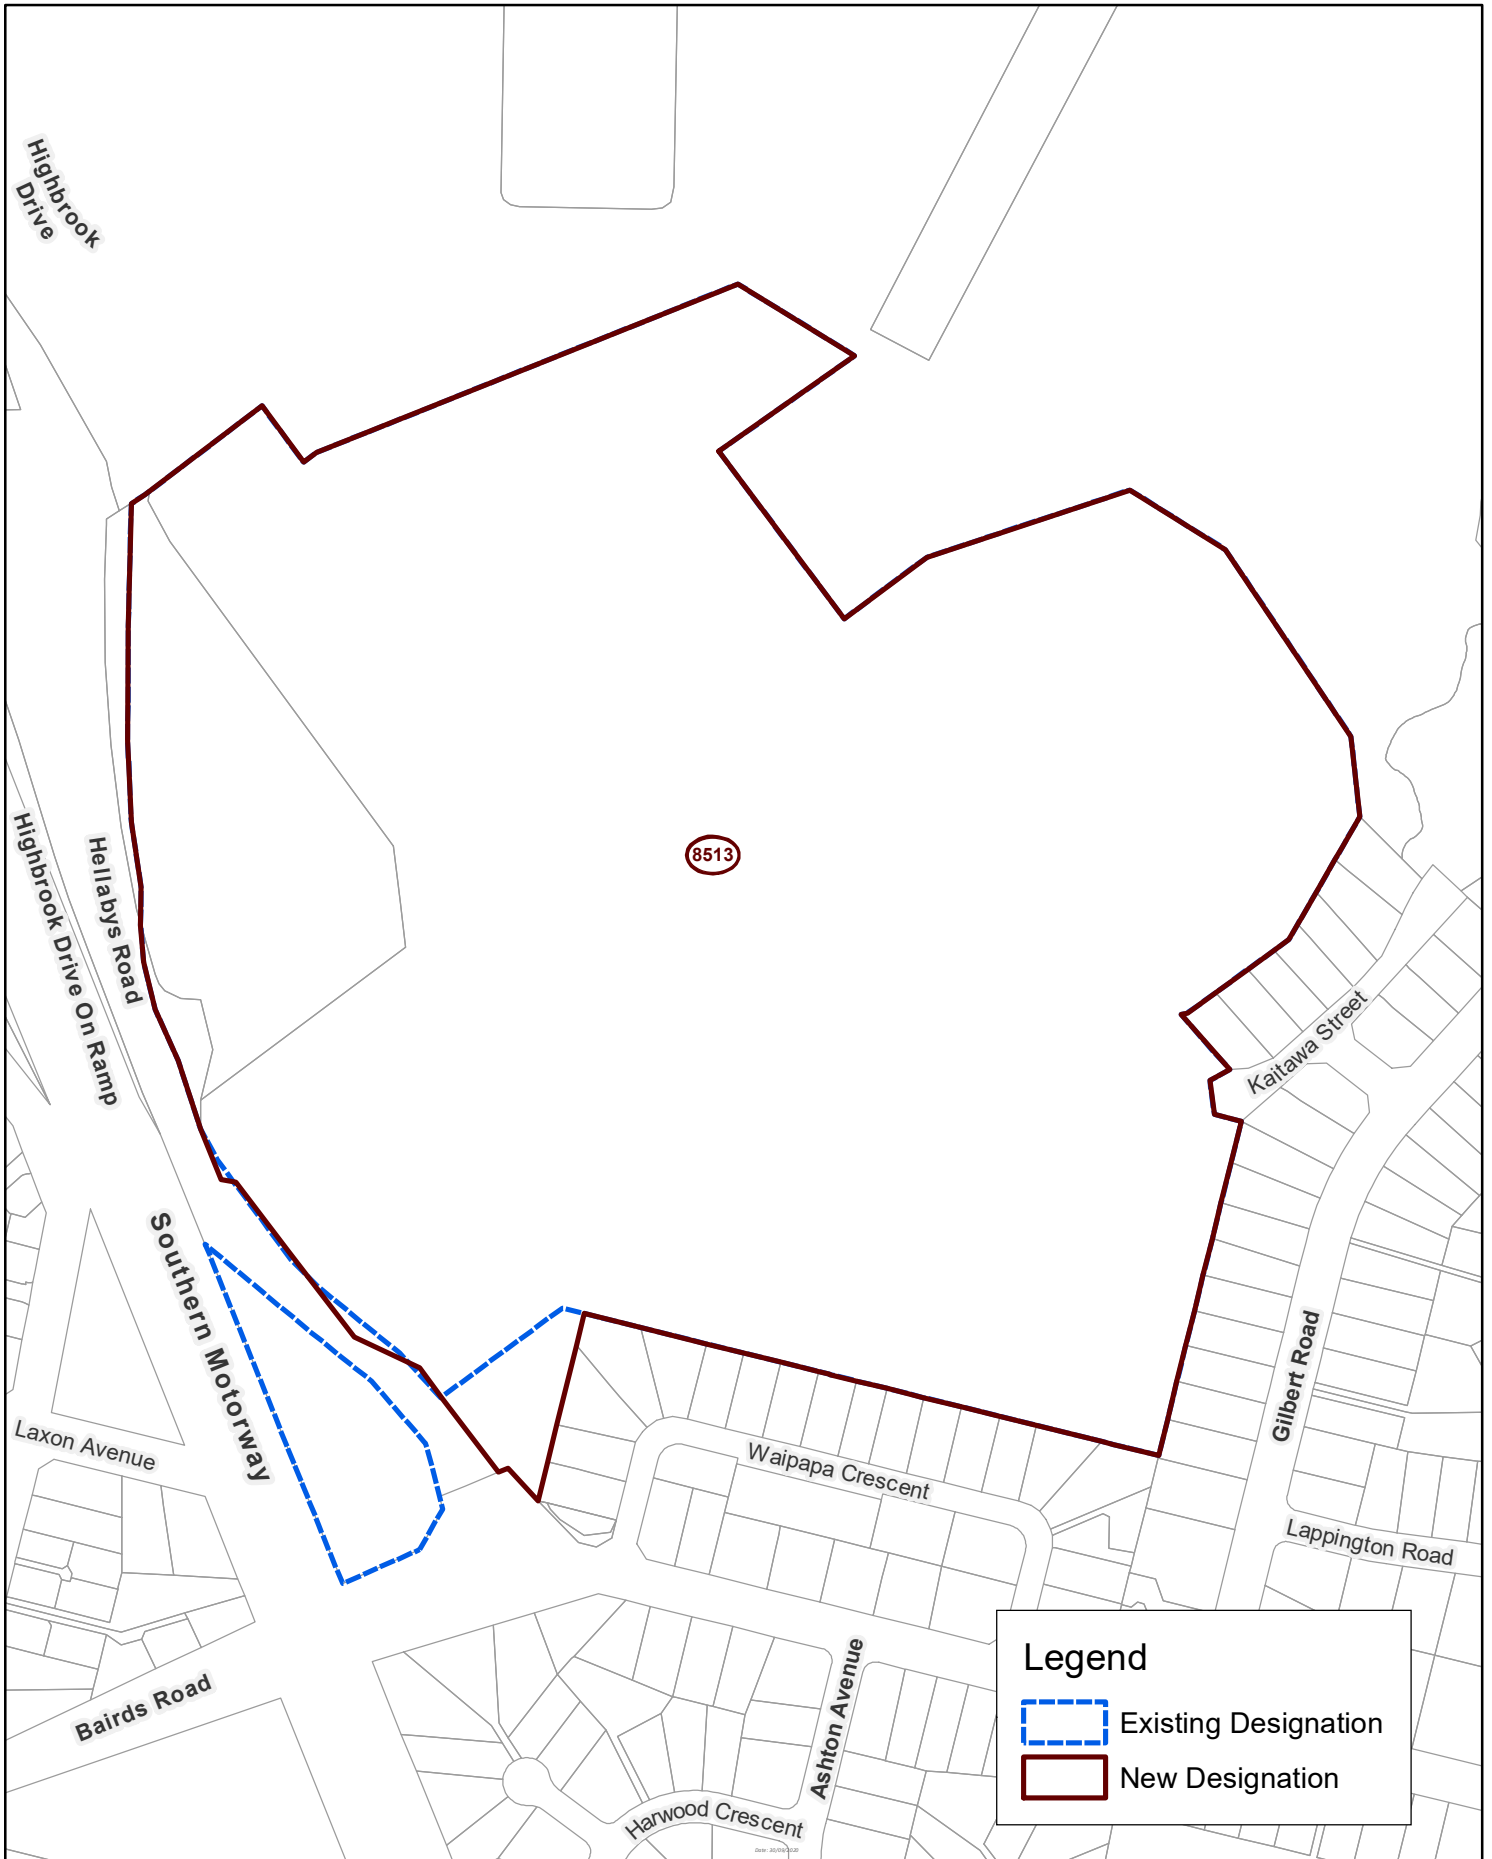 Highbrook
Drive
8513
Hellabys Road
Highbrook Drive On Ramp
Kaitawa Street
Southern Motorway
Gilbert Road
Laxon Avenue
Waipapa Crescent
Lappington Road
Bairds Road
Ashton Avenue
Harwood Crescent
Legend
Existing Designation
New Designation